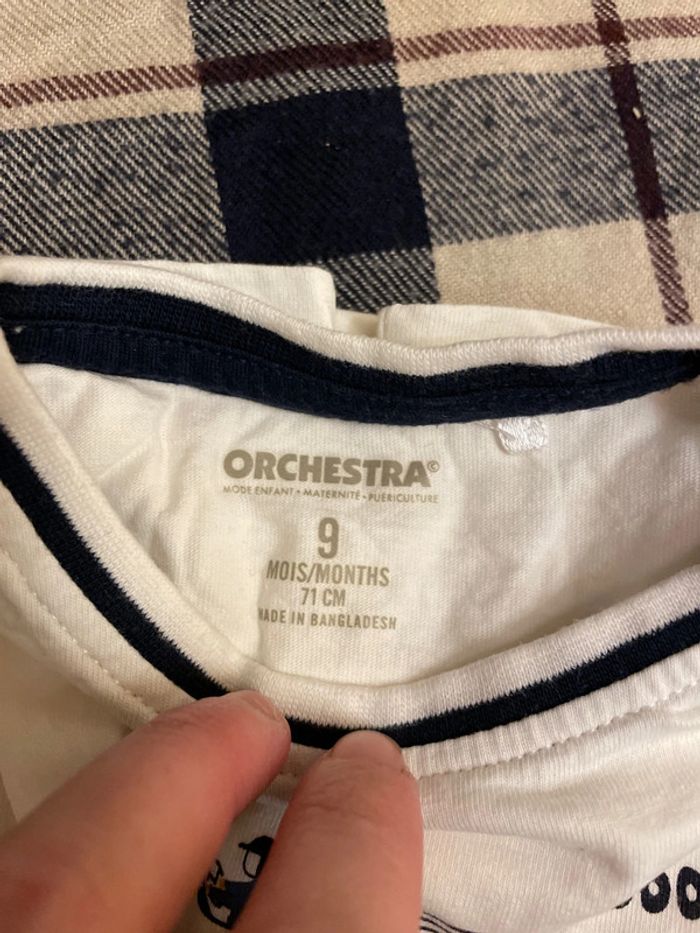 ORCHESTRA©
MODE ENFANT • MATERNITÉ • PUÉRICULTURE
9
MOIS/MONTHS
71 CM
MADE IN BANGLADESH